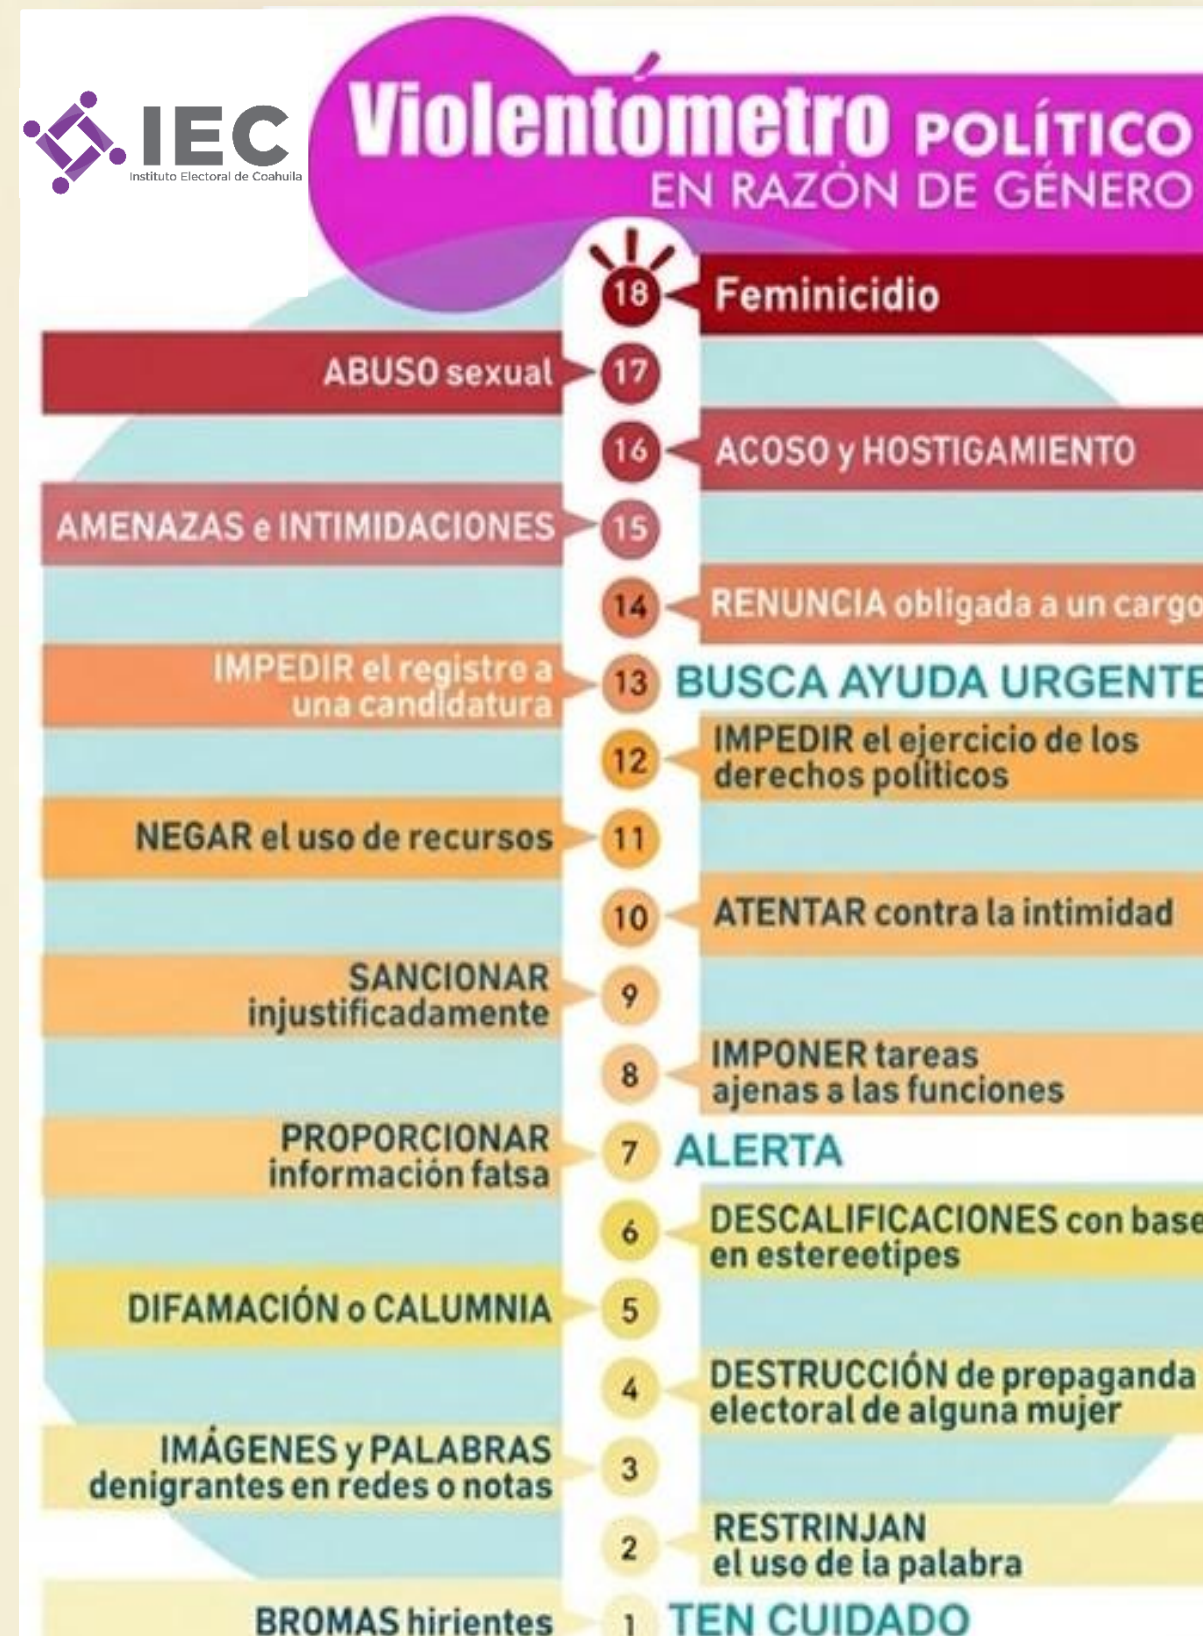 IEC
Instituto Electoral de Coahuila
Violentómetro POLÍTICO
EN RAZÓN DE GÉNERO
18 Feminicidio
ABUSO sexual 17
16 ACOSO y HOSTIGAMIENTO
AMENAZAS e INTIMIDACIONES 15
14 RENUNCIA obligada a un cargo
IMPEDIR el registre a
una candidatura
13 BUSCA AYUDA URGENTE
12 IMPEDIR el ejercicio de los
derechos politicos
NEGAR el uso de recursos 11
10 ATENTAR contra la intimidad
SANCIONAR
injustificadamente
9
8 IMPONER tareas
ajenas a las funciones
PROPORCIONAR
información fatsa
7 ALERTA
6 DESCALIFICACIONES con base
en estereetipes
DIFAMACIÓN o CALUMNIA 5
4 DESTRUCCIÓN de prepaganda
electoral de alguna mujer
IMÁGENES y PALABRAS
denigrantes en redes o notas
3
2 RESTRINJAN
el uso de la palabra
BROMAS hirientes 1 TEN CUIDADO